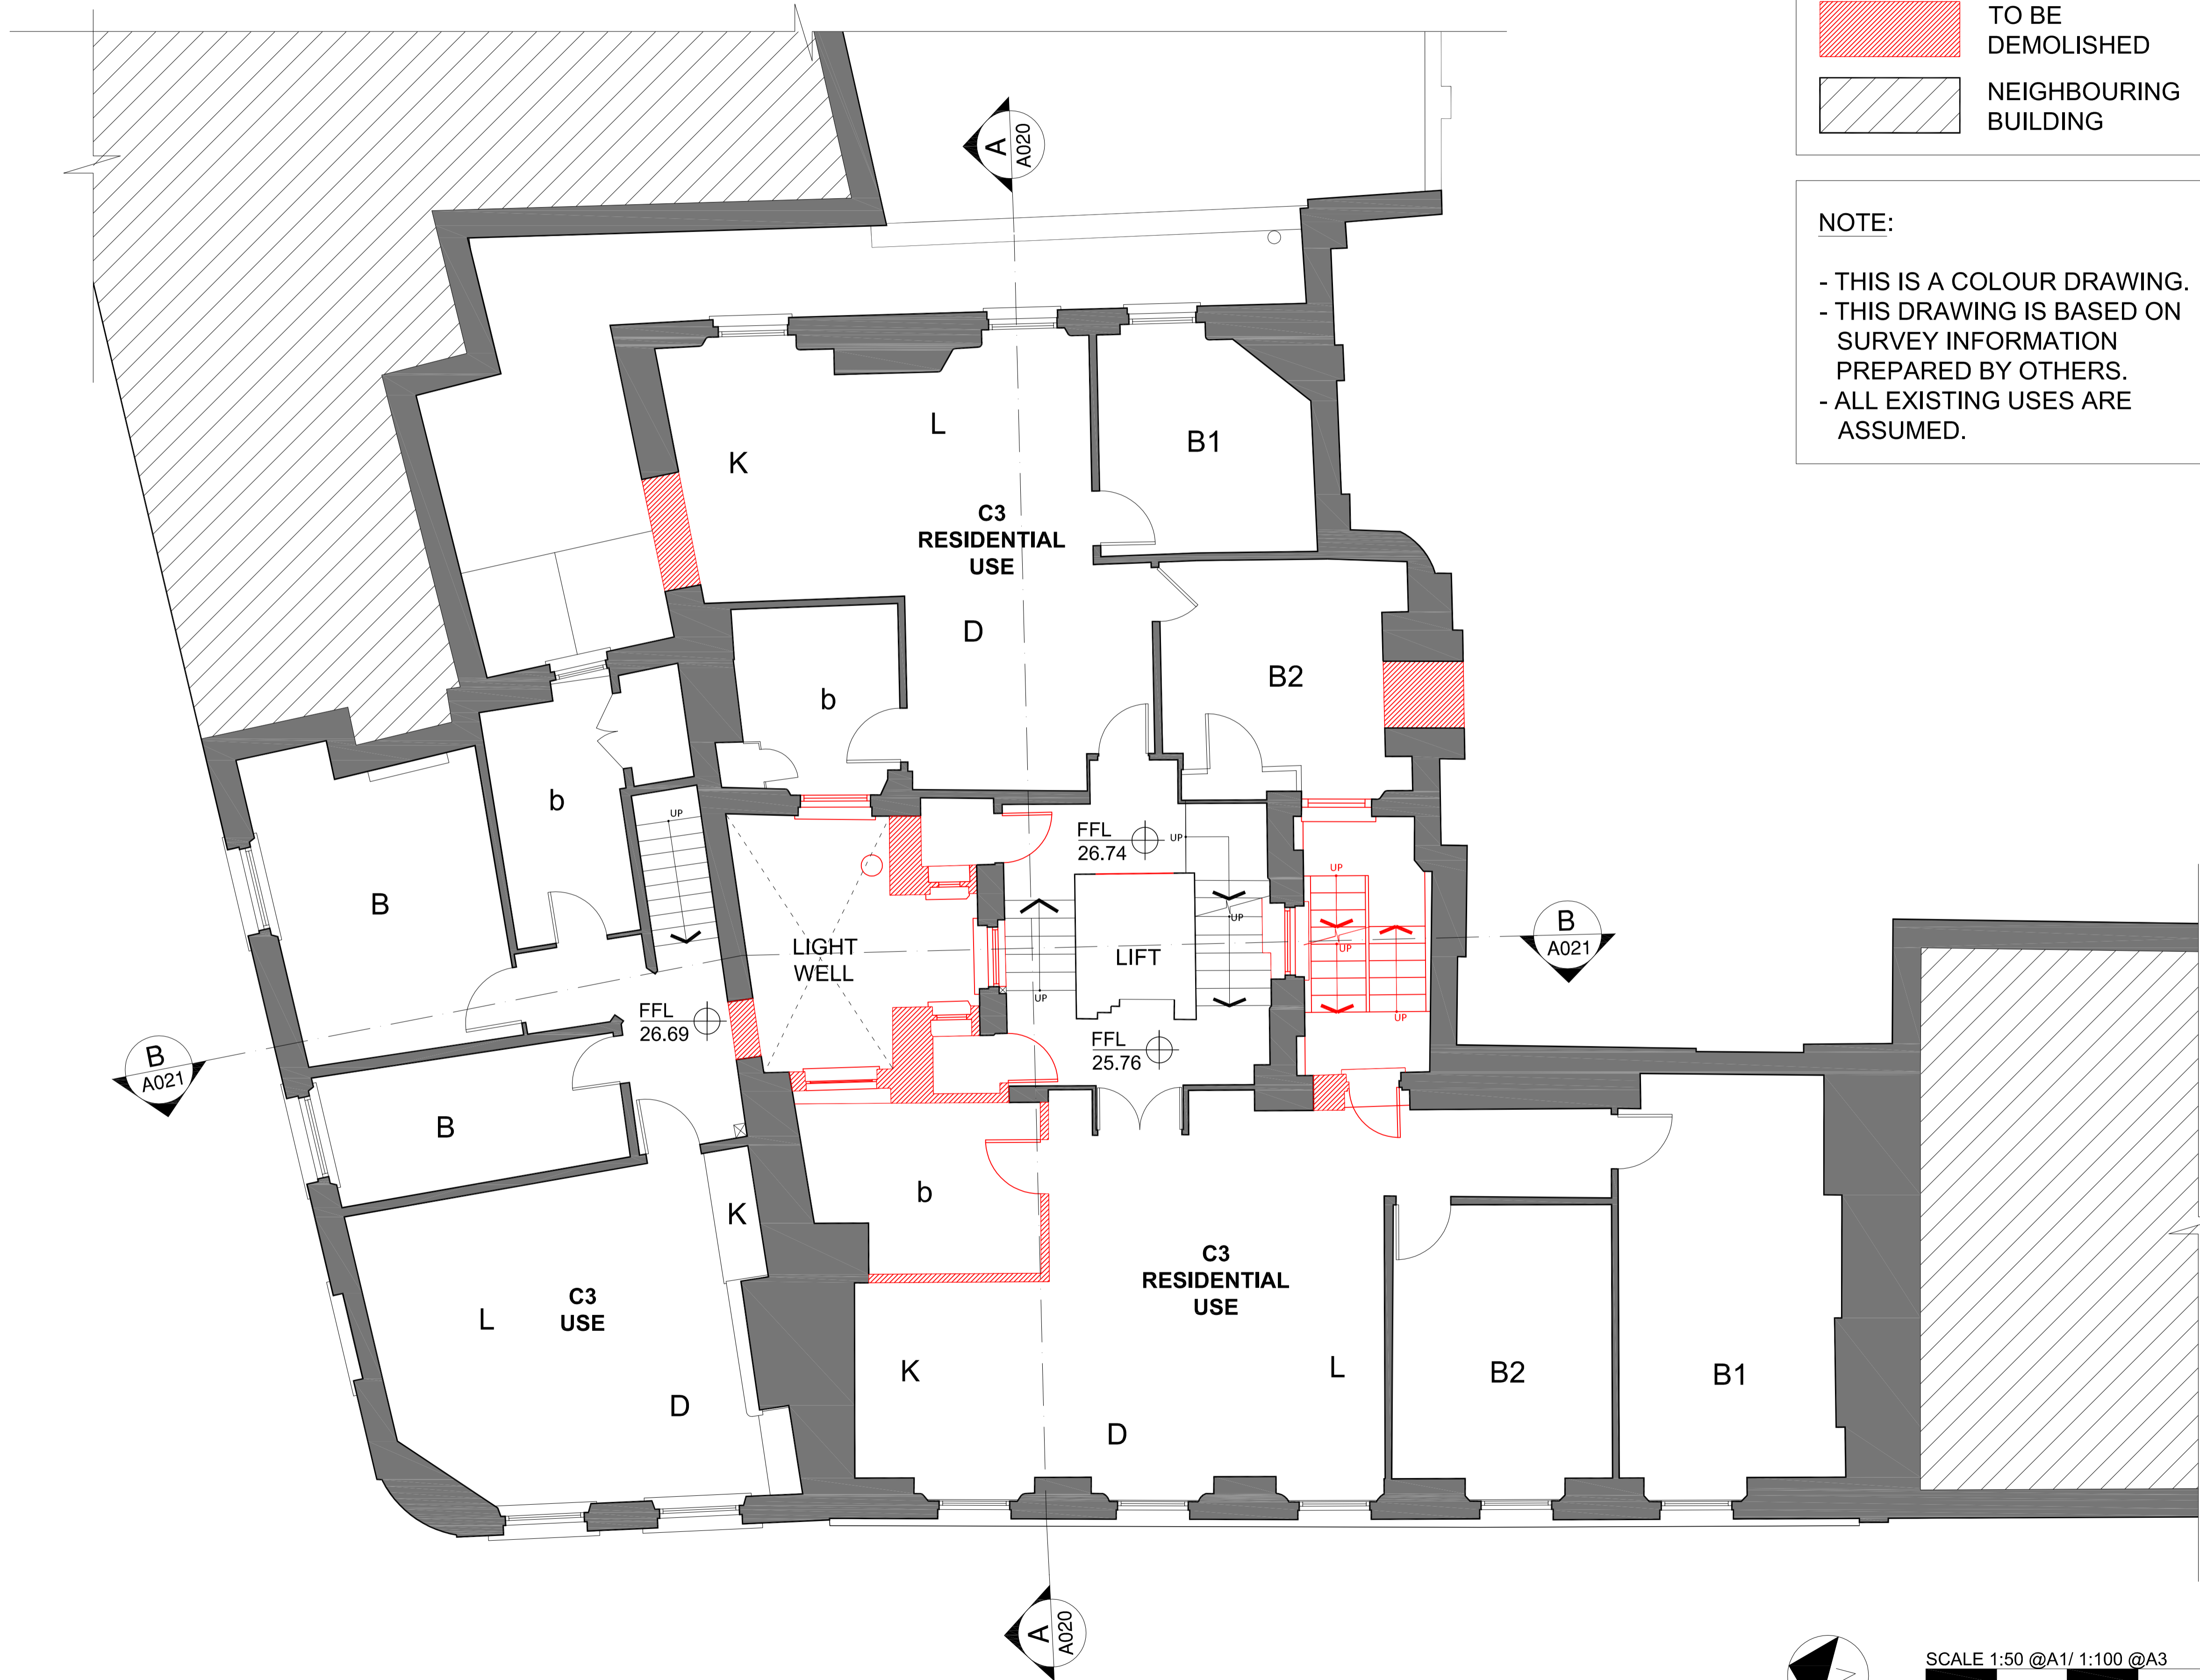 TO BE
DEMOLISHED
NEIGHBOURING
BUILDING
NOTE:
- THIS IS A COLOUR DRAWING.
- THIS DRAWING IS BASED ON
SURVEY INFORMATION
PREPARED BY OTHERS.
- ALL EXISTING USES ARE
ASSUMED.
A
A020
L
B1
K
C3
RESIDENTIAL
USE
D
B2
b
b
UP
FFL
26.74
UP
UP
B
UP
LIGHT
WELL
LIFT
UP
B
A021
UP
UP
FFL
26.69
FFL
25.76
B
A021
B
b
K
C3
RESIDENTIAL
USE
C3
USE
L
K
L
B2
B1
D
D
A
A020
SCALE 1:50 @A1/ 1:100 @A3